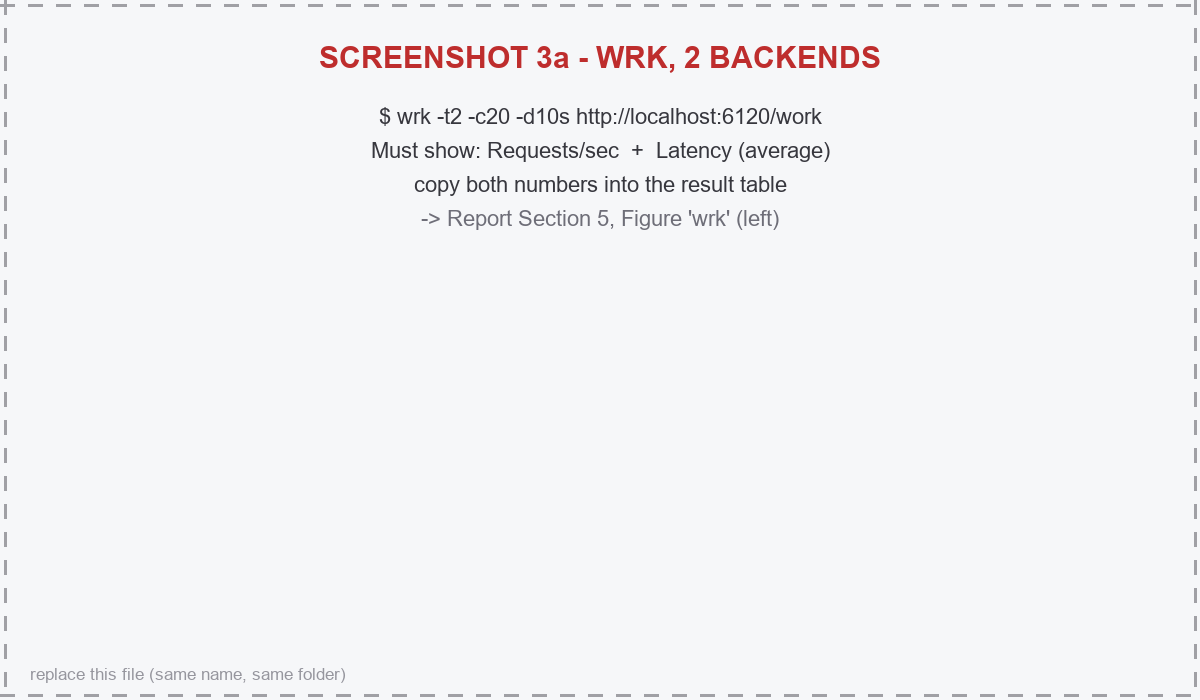 SCREENSHOT 3a - WRK, 2 BACKENDS
$ wrk -t2 -c20 -d10s http://localhost:6120/work
Must show: Requests/sec + Latency (average)
copy both numbers into the result table
-> Report Section 5, Figure 'wrk' (left)
replace this file (same name, same folder)